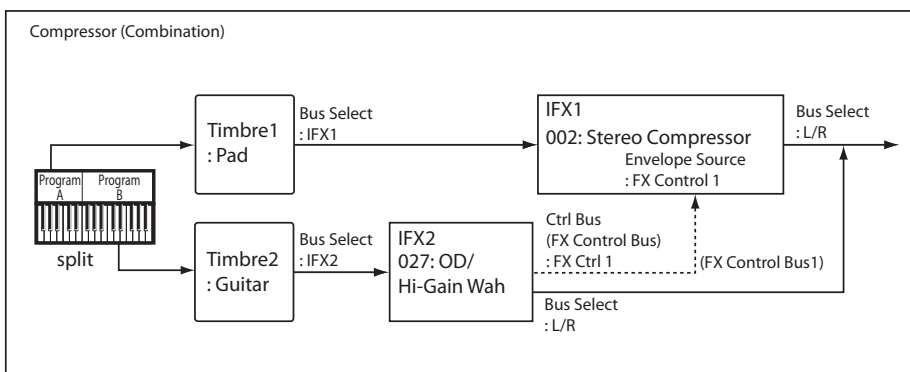 Compressor (Combination)
Program
A
Program
B
split
Timbre1
: Pad
Bus Select
: IFX1
IFX1
002: Stereo Compressor
Envelope Source
: FX Control 1
Bus Select
: L/R
Timbre2
: Guitar
Bus Select
: IFX2
IFX2
027: OD/
Hi-Gain Wah
Ctrl Bus
(FX Control Bus)
: FX Ctrl 1
(FX Control Bus1)
Bus Select
: L/R